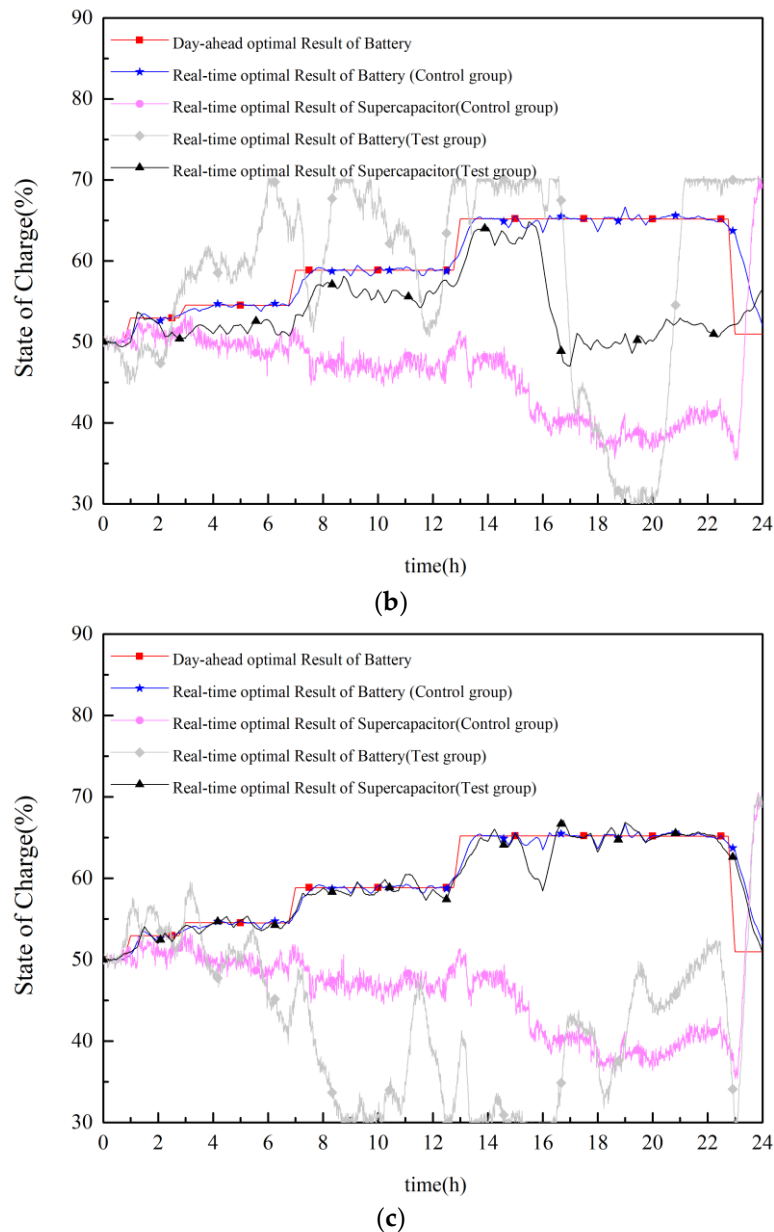 90
80
70
60
50
40
30
State of Charge(%)
Day-ahead optimal Result of Battery
Real-time optimal Result of Battery (Control group)
Real-time optimal Result of Supercapacitor(Control group)
Real-time optimal Result of Battery(Test group)
Real-time optimal Result of Supercapacitor(Test group)
0 2 4 6 8 10 12 14 16 18 20 22 24
time(h)
(b)
90
80
70
60
50
40
30
State of Charge(%)
Day-ahead optimal Result of Battery
Real-time optimal Result of Battery (Control group)
Real-time optimal Result of Supercapacitor(Control group)
Real-time optimal Result of Battery(Test group)
Real-time optimal Result of Supercapacitor(Test group)
0 2 4 6 8 10 12 14 16 18 20 22 24
time(h)
(c)